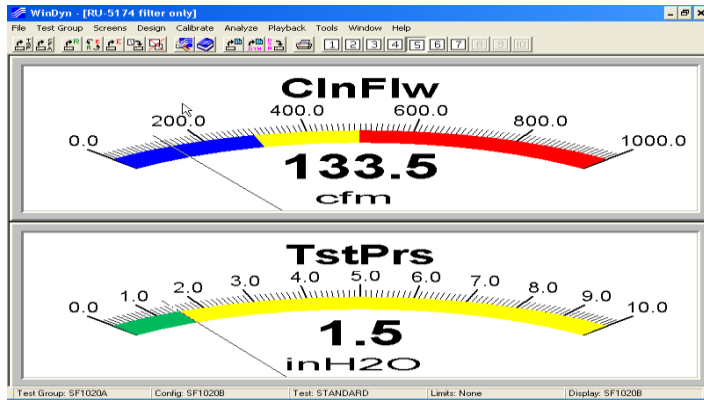 WinDyn - [RU-5174 filter only]
File Test Group Screens Design Calibrate Analyze Playback Tools Window Help
1 2 3 4 5 6 7 8 9 10
ClnFlw
0.0 200.0 400.0 600.0 800.0 1000.0
133.5
cfm
TstPrs
0.0 1.0 2.0 3.0 4.0 5.0 6.0 7.0 8.0 9.0 10.0
1.5
inH2O
Test Group: SF1020A Config: SF1020B Test: STANDARD Limits: None Display: SF1020B